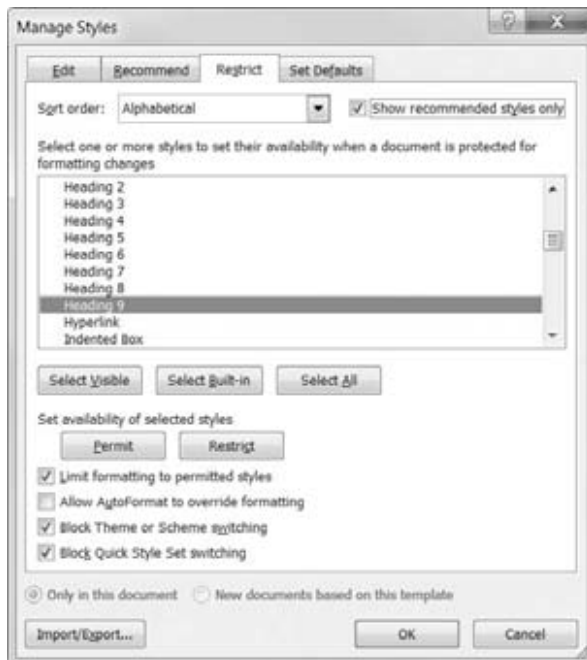 Manage Styles
Edit Recommend Restrict Set Defaults
Sort order: Alphabetical Show recommended styles only
Select one or more styles to set their availability when a document is protected for
formatting changes
Heading 2
Heading 3
Heading 4
Heading 5
Heading 6
Heading 7
Heading 8
Heading 9
Hyperlink
Indented Box
Select Visible Select Built-in Select All
Set availability of selected styles
Permit Restrict
Limit formatting to permitted styles
Allow AutoFormat to override formatting
Block Theme or Scheme switching
Block Quick Style Set switching
Only in this document New documents based on this template
Import/Export... OK Cancel